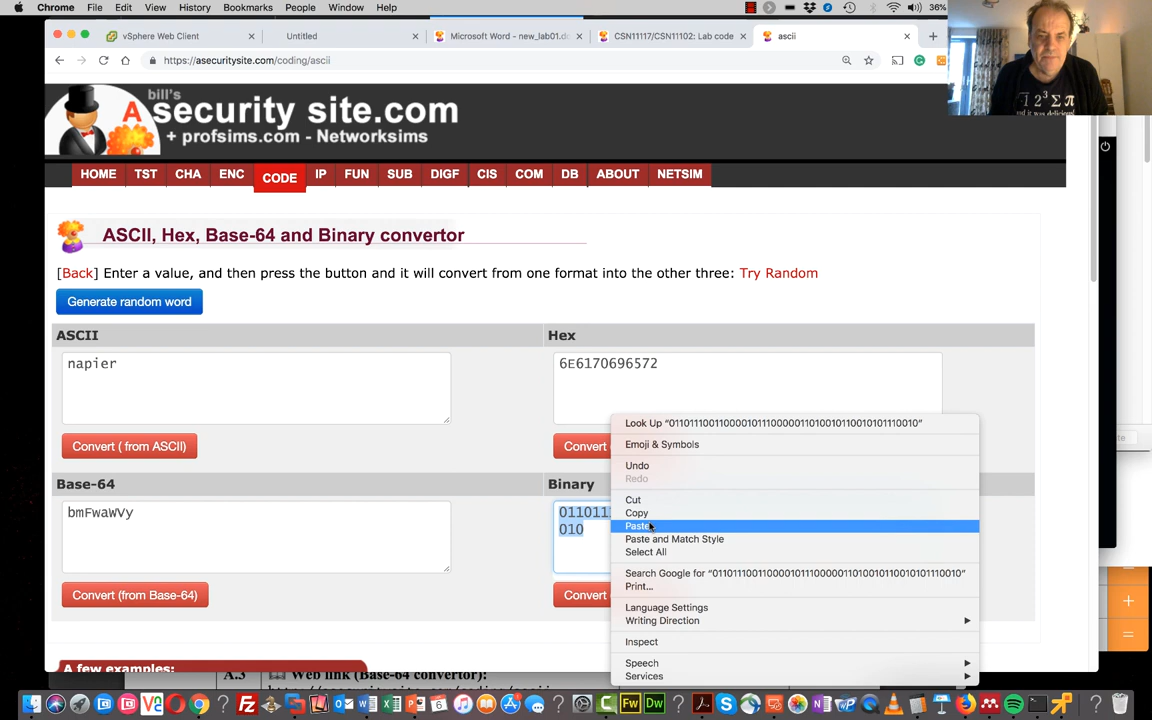 Chrome File Edit View History Bookmarks People Window Help 36%
vSphere Web Client × Untitled × Microsoft Word - new_lab01.do × CSN11117/CSN11102: Lab code × ascii × +
https://asecuritysite.com/coding/ascii
bill's
A security site.com
+ profsims.com - Networksims
HOME TST CHA ENC CODE IP FUN SUB DIGF CIS COM DB ABOUT NETSIM
ASCII, Hex, Base-64 and Binary convertor
[Back] Enter a value, and then press the button and it will convert from one format into the other three: Try Random
Generate random word
ASCII Hex
napier 6E6170696572
Convert ( from ASCII) Convert
Base-64 Binary
bmFwaWVy 011011
010
Convert (from Base-64) Convert
Look Up “011011100110000101110000011010010110010101110010”
Emoji & Symbols
Undo
Redo
Cut
Copy
Paste
Paste and Match Style
Select All
Search Google for “011011100110000101110000011010010110010101110010”
Print...
Language Settings
Writing Direction
Inspect
Speech
Services
A few examples:
A.3 Web link (Base-64 convertor):